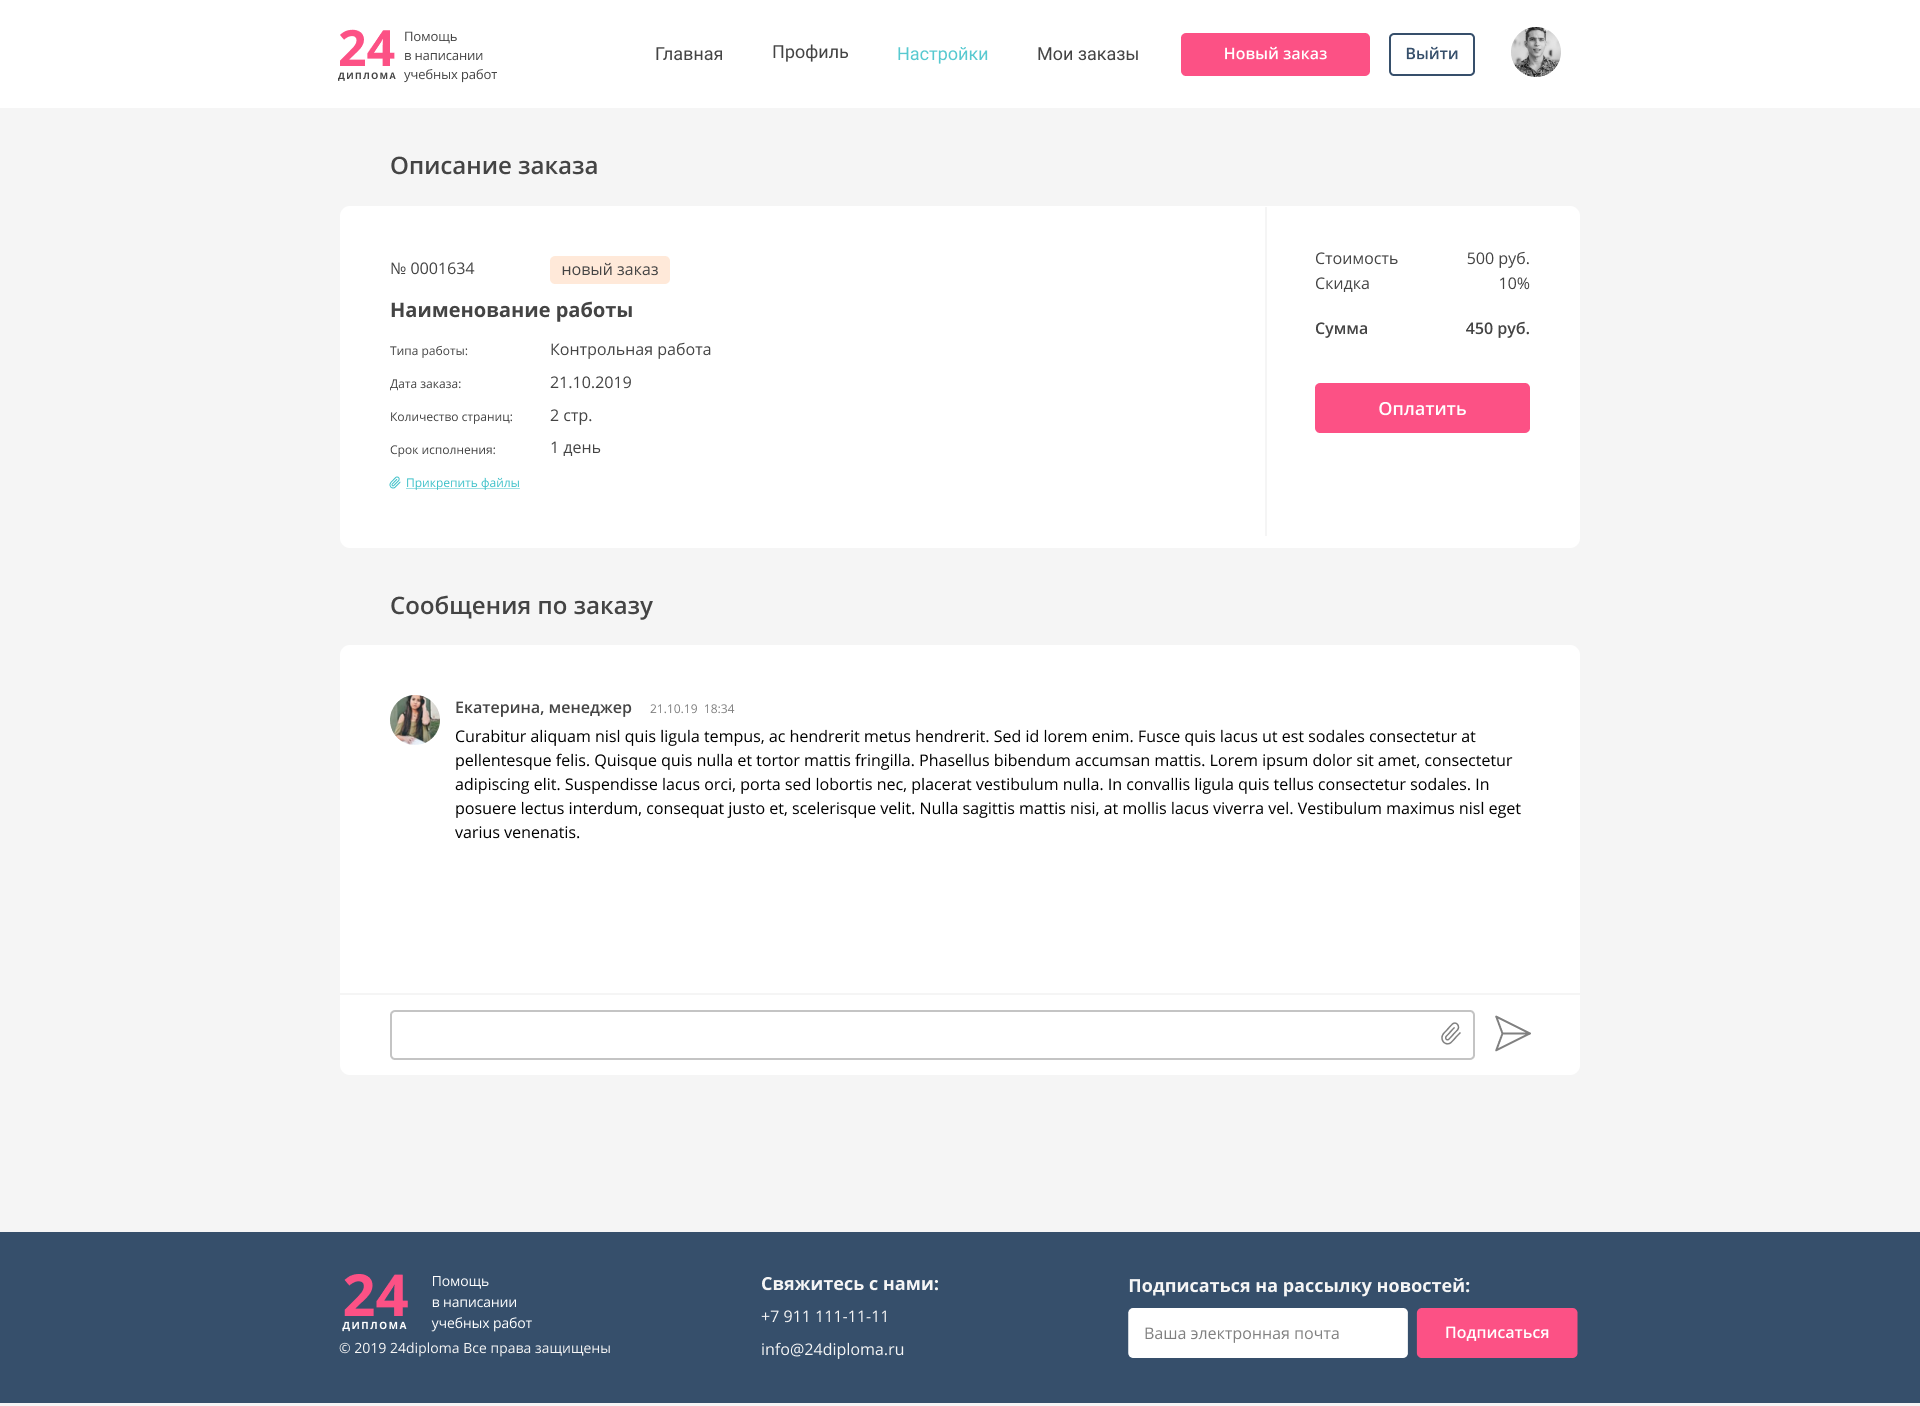 24
ДИПЛОМА
Помощь
в написании
учебных работ
Главная
Профиль
Настройки
Мои заказы
Новый заказ
Выйти
Описание заказа
№ 0001634
новый заказ
Наименование работы
Типа работы: Контрольная работа
Дата заказа: 21.10.2019
Количество страниц: 2 стр.
Срок исполнения: 1 день
Прикрепить файлы
Стоимость 500 руб.
Скидка 10%
Сумма 450 руб.
Оплатить
Сообщения по заказу
Екатерина, менеджер 21.10.19 18:34
Curabitur aliquam nisl quis ligula tempus, ac hendrerit metus hendrerit. Sed id lorem enim. Fusce quis lacus ut est sodales consectetur at
pellentesque felis. Quisque quis nulla et tortor mattis fringilla. Phasellus bibendum accumsan mattis. Lorem ipsum dolor sit amet, consectetur
adipiscing elit. Suspendisse lacus orci, porta sed lobortis nec, placerat vestibulum nulla. In convallis ligula quis tellus consectetur sodales. In
posuere lectus interdum, consequat justo et, scelerisque velit. Nulla sagittis mattis nisi, at mollis lacus viverra vel. Vestibulum maximus nisl eget
varius venenatis.
24
ДИПЛОМА
Помощь
в написании
учебных работ
© 2019 24diploma Все права защищены
Свяжитесь с нами:
+7 911 111-11-11
info@24diploma.ru
Подписаться на рассылку новостей:
Ваша электронная почта
Подписаться